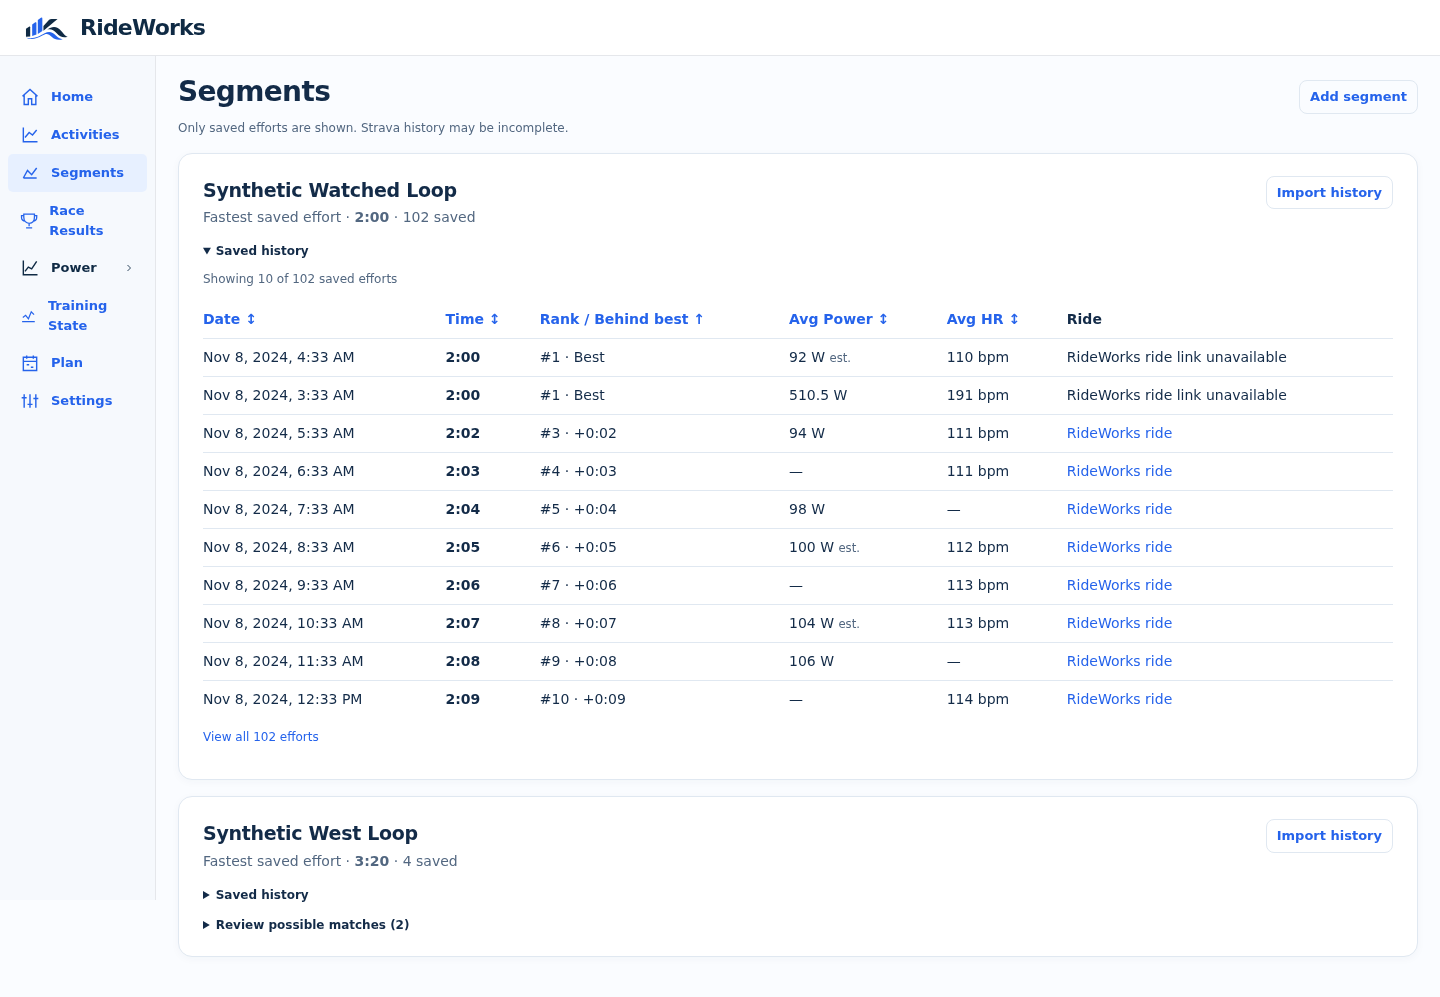 RideWorks
Home
Activities
Segments
Race
Results
Power
Training
State
Plan
Settings
Segments
Add segment
Only saved efforts are shown. Strava history may be incomplete.
Synthetic Watched Loop
Import history
Fastest saved effort · 2:00 · 102 saved
▼ Saved history
Showing 10 of 102 saved efforts
Date ↕ Time ↕ Rank / Behind best ↑ Avg Power ↕ Avg HR ↕ Ride
Nov 8, 2024, 4:33 AM 2:00 #1 · Best 92 W est. 110 bpm RideWorks ride link unavailable
Nov 8, 2024, 3:33 AM 2:00 #1 · Best 510.5 W 191 bpm RideWorks ride link unavailable
Nov 8, 2024, 5:33 AM 2:02 #3 · +0:02 94 W 111 bpm RideWorks ride
Nov 8, 2024, 6:33 AM 2:03 #4 · +0:03 — 111 bpm RideWorks ride
Nov 8, 2024, 7:33 AM 2:04 #5 · +0:04 98 W — RideWorks ride
Nov 8, 2024, 8:33 AM 2:05 #6 · +0:05 100 W est. 112 bpm RideWorks ride
Nov 8, 2024, 9:33 AM 2:06 #7 · +0:06 — 113 bpm RideWorks ride
Nov 8, 2024, 10:33 AM 2:07 #8 · +0:07 104 W est. 113 bpm RideWorks ride
Nov 8, 2024, 11:33 AM 2:08 #9 · +0:08 106 W — RideWorks ride
Nov 8, 2024, 12:33 PM 2:09 #10 · +0:09 — 114 bpm RideWorks ride
View all 102 efforts
Synthetic West Loop
Import history
Fastest saved effort · 3:20 · 4 saved
▶ Saved history
▶ Review possible matches (2)